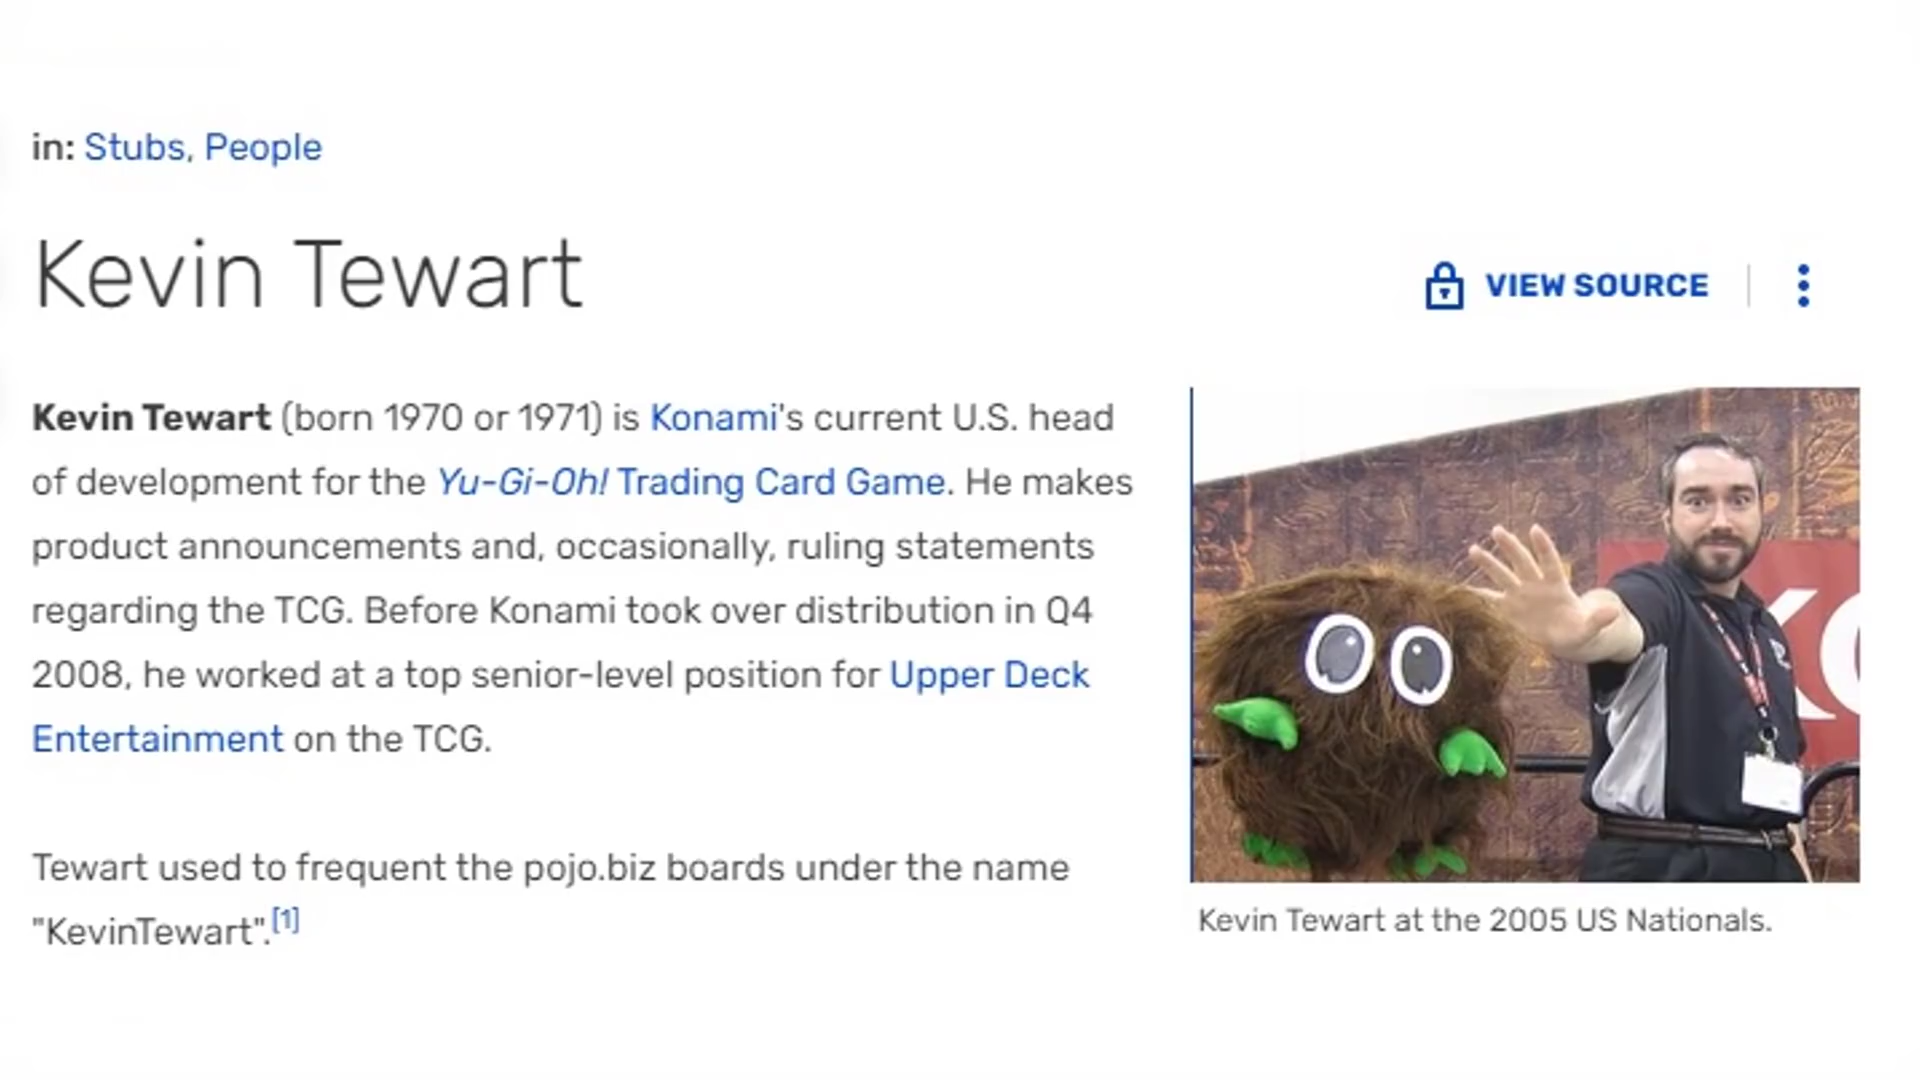 in: Stubs, People
Kevin Tewart
VIEW SOURCE
Kevin Tewart (born 1970 or 1971) is Konami's current U.S. head
of development for the Yu-Gi-Oh! Trading Card Game. He makes
product announcements and, occasionally, ruling statements
regarding the TCG. Before Konami took over distribution in Q4
2008, he worked at a top senior-level position for Upper Deck
Entertainment on the TCG.
Tewart used to frequent the pojo.biz boards under the name
"KevinTewart".[1]
KO
Kevin Tewart at the 2005 US Nationals.